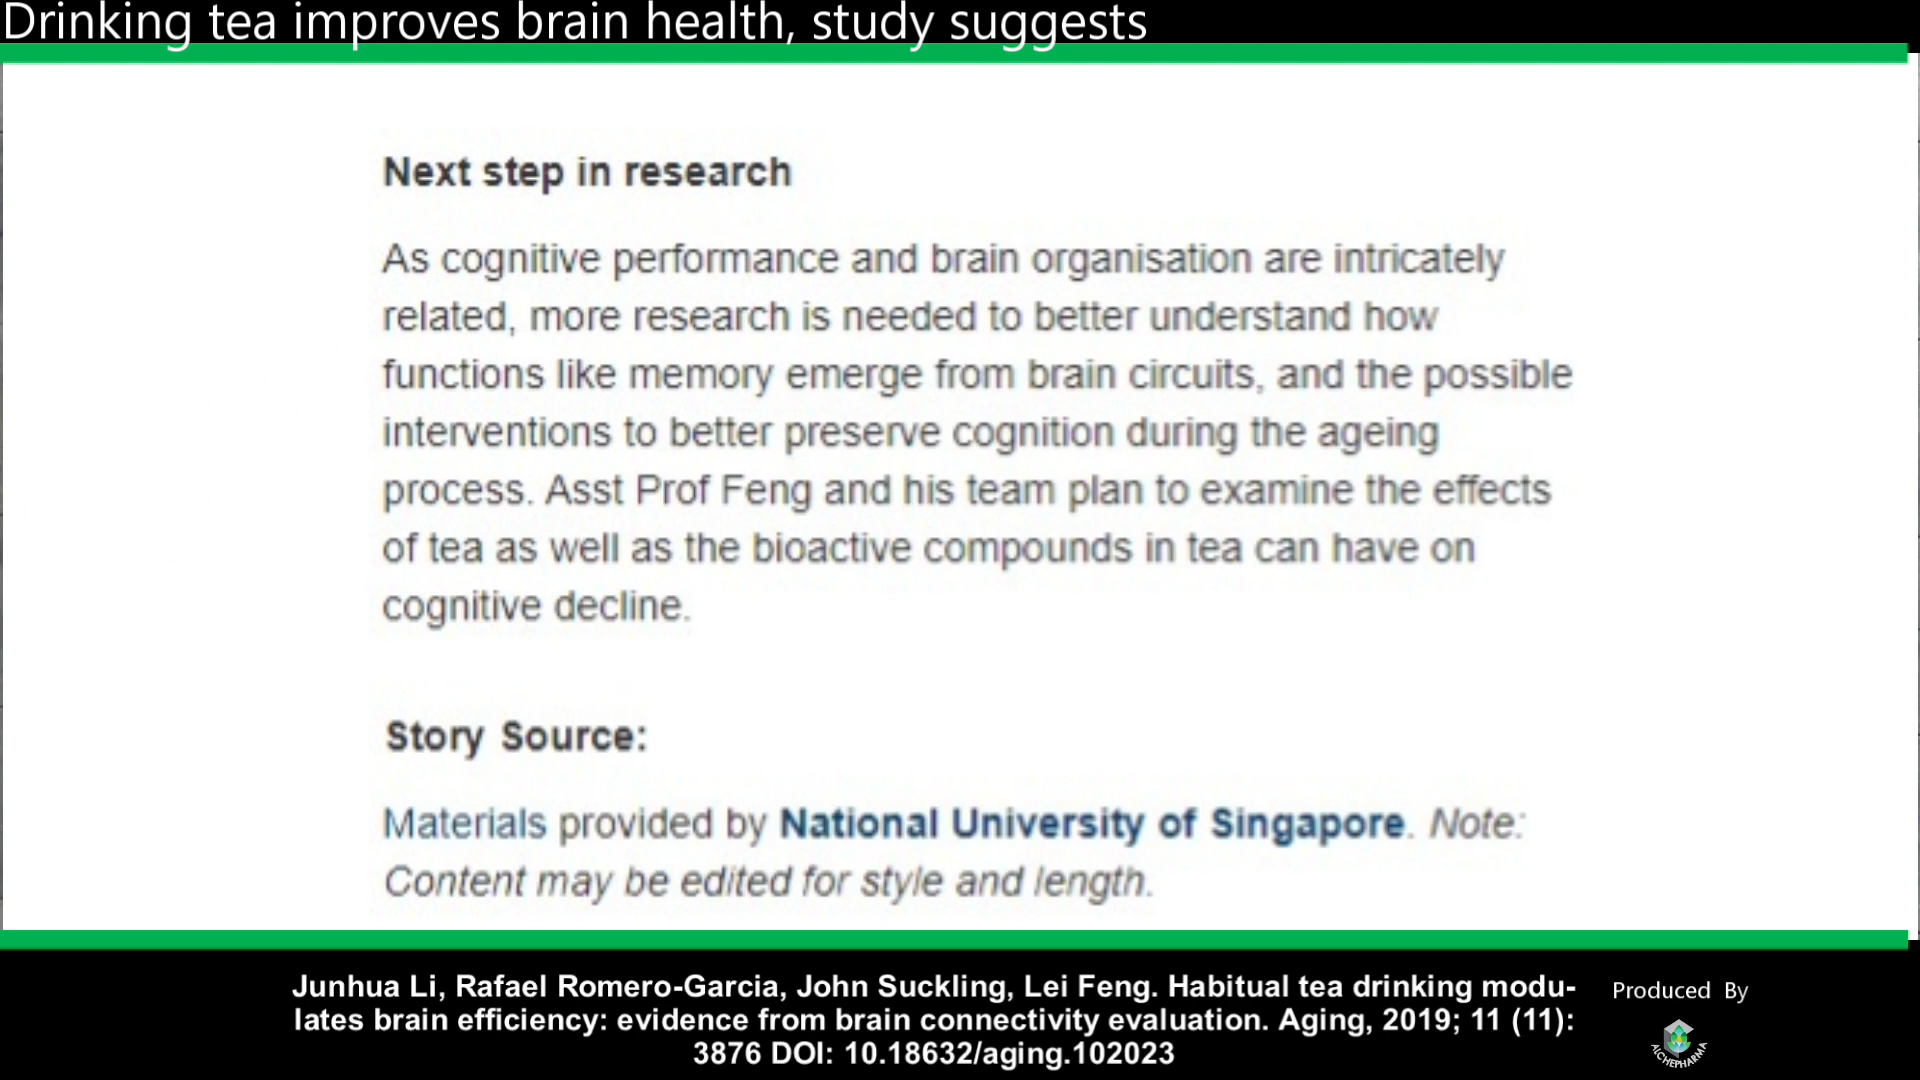 Drinking tea improves brain health, study suggests
Next step in research
As cognitive performance and brain organisation are intricately
related, more research is needed to better understand how
functions like memory emerge from brain circuits, and the possible
interventions to better preserve cognition during the ageing
process. Asst Prof Feng and his team plan to examine the effects
of tea as well as the bioactive compounds in tea can have on
cognitive decline.
Story Source:
Materials provided by National University of Singapore. Note:
Content may be edited for style and length.
Junhua Li, Rafael Romero-Garcia, John Suckling, Lei Feng. Habitual tea drinking modu-
lates brain efficiency: evidence from brain connectivity evaluation. Aging, 2019; 11 (11):
3876 DOI: 10.18632/aging.102023
Produced By
AICHEPHARMA